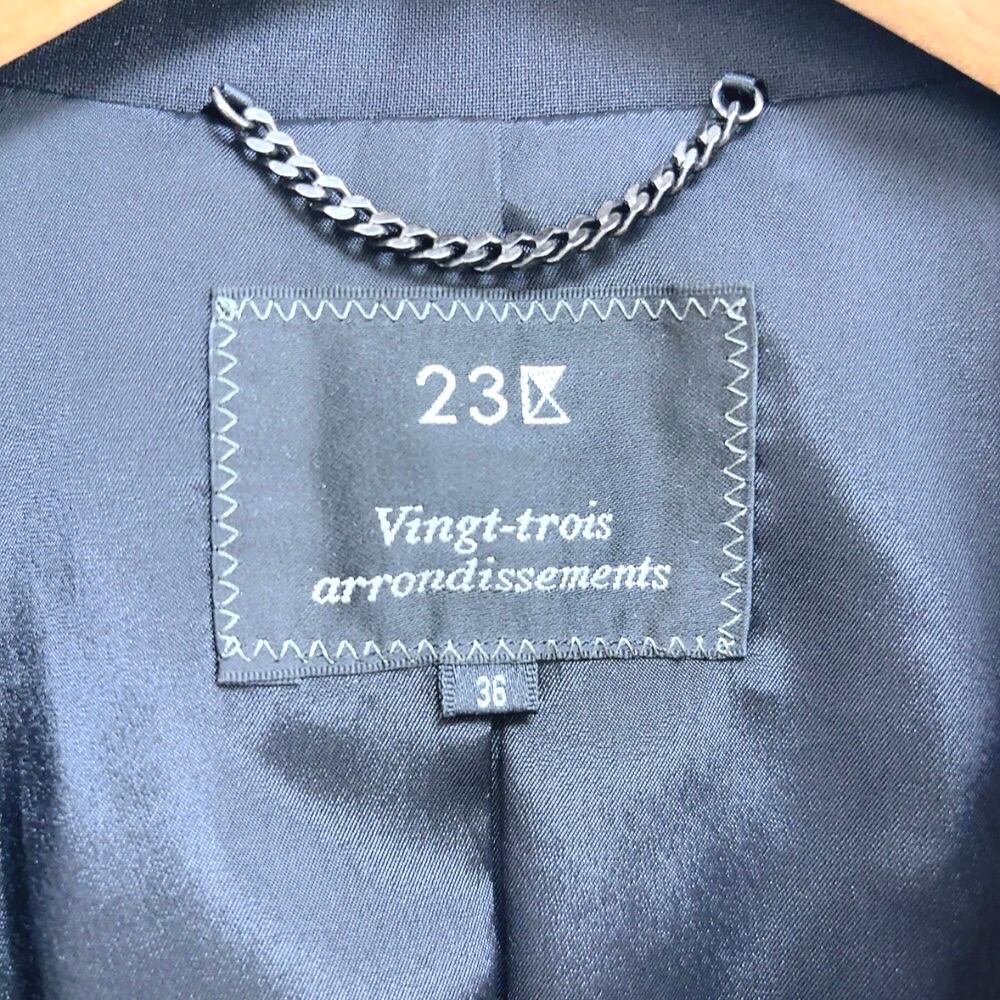 23区
Vingt-trois
arrondissements
36